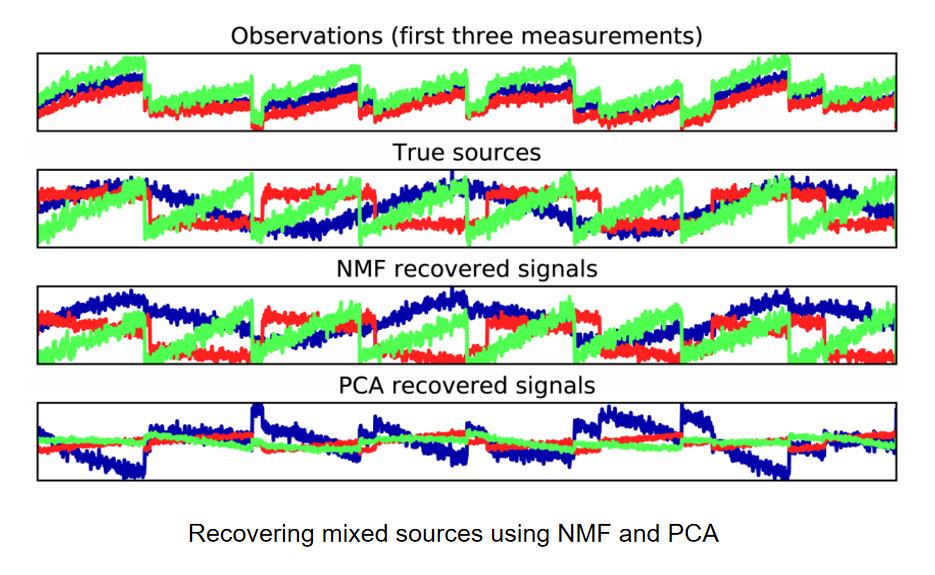 Observations (first three measurements)
True sources
NMF recovered signals
PCA recovered signals
Recovering mixed sources using NMF and PCA